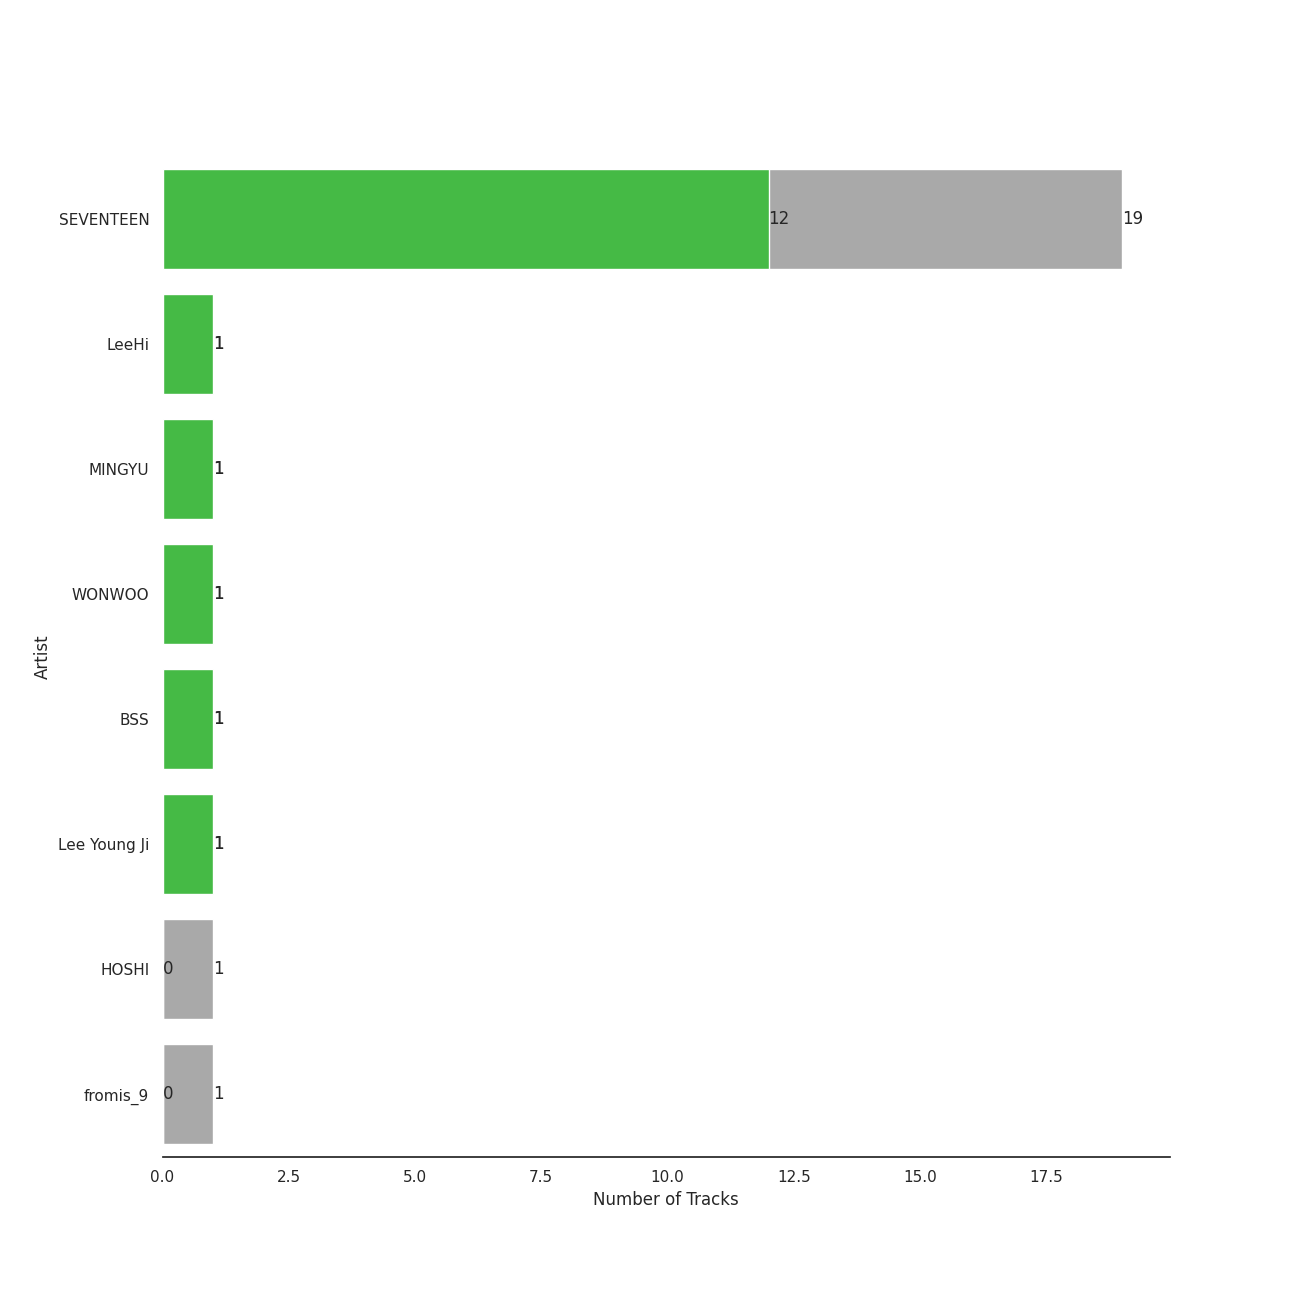 SEVENTEEN 12 19
LeeHi 1
MINGYU 1
WONWOO 1
BSS 1
Lee Young Ji 1
HOSHI 0 1
fromis_9 0 1
Artist
0.0 2.5 5.0 7.5 10.0 12.5 15.0 17.5
Number of Tracks